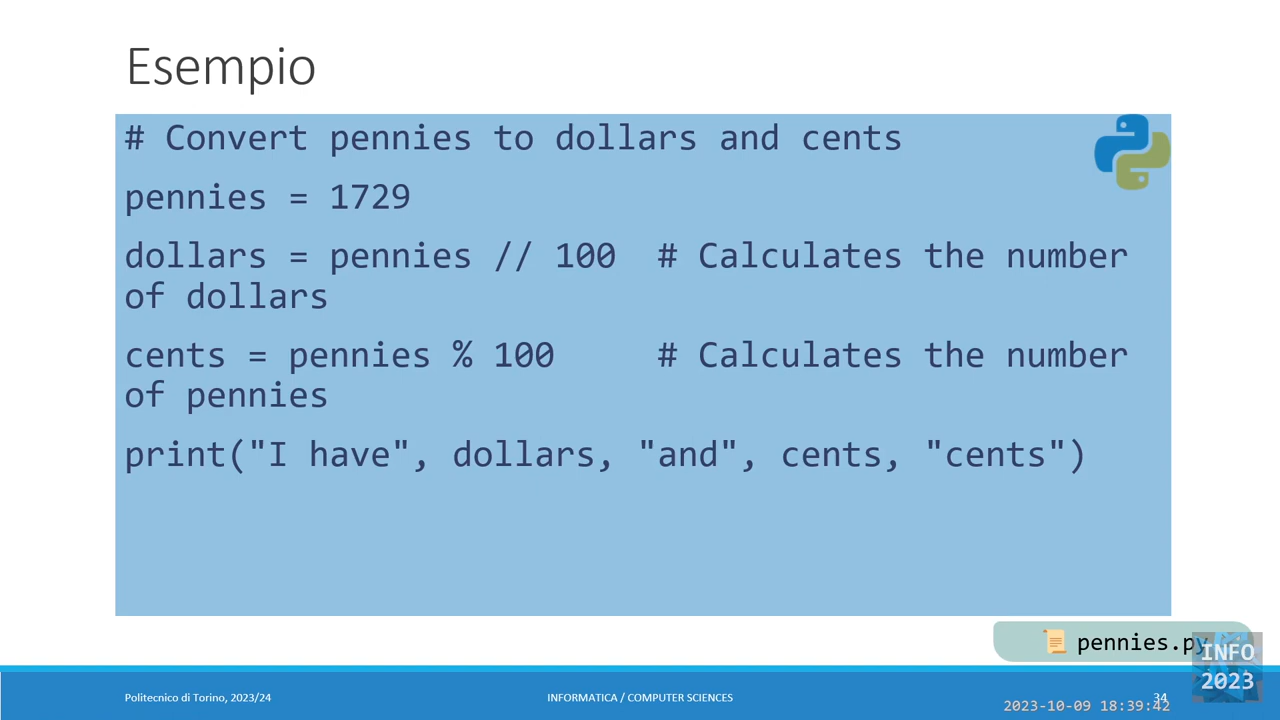 Esempio
# Convert pennies to dollars and cents
pennies = 1729
dollars = pennies // 100  # Calculates the number
of dollars
cents = pennies % 100     # Calculates the number
of pennies
print("I have", dollars, "and", cents, "cents")
pennies.py
INFO
2023
Politecnico di Torino, 2023/24
INFORMATICA / COMPUTER SCIENCES
34
2023-10-09 18:39:42